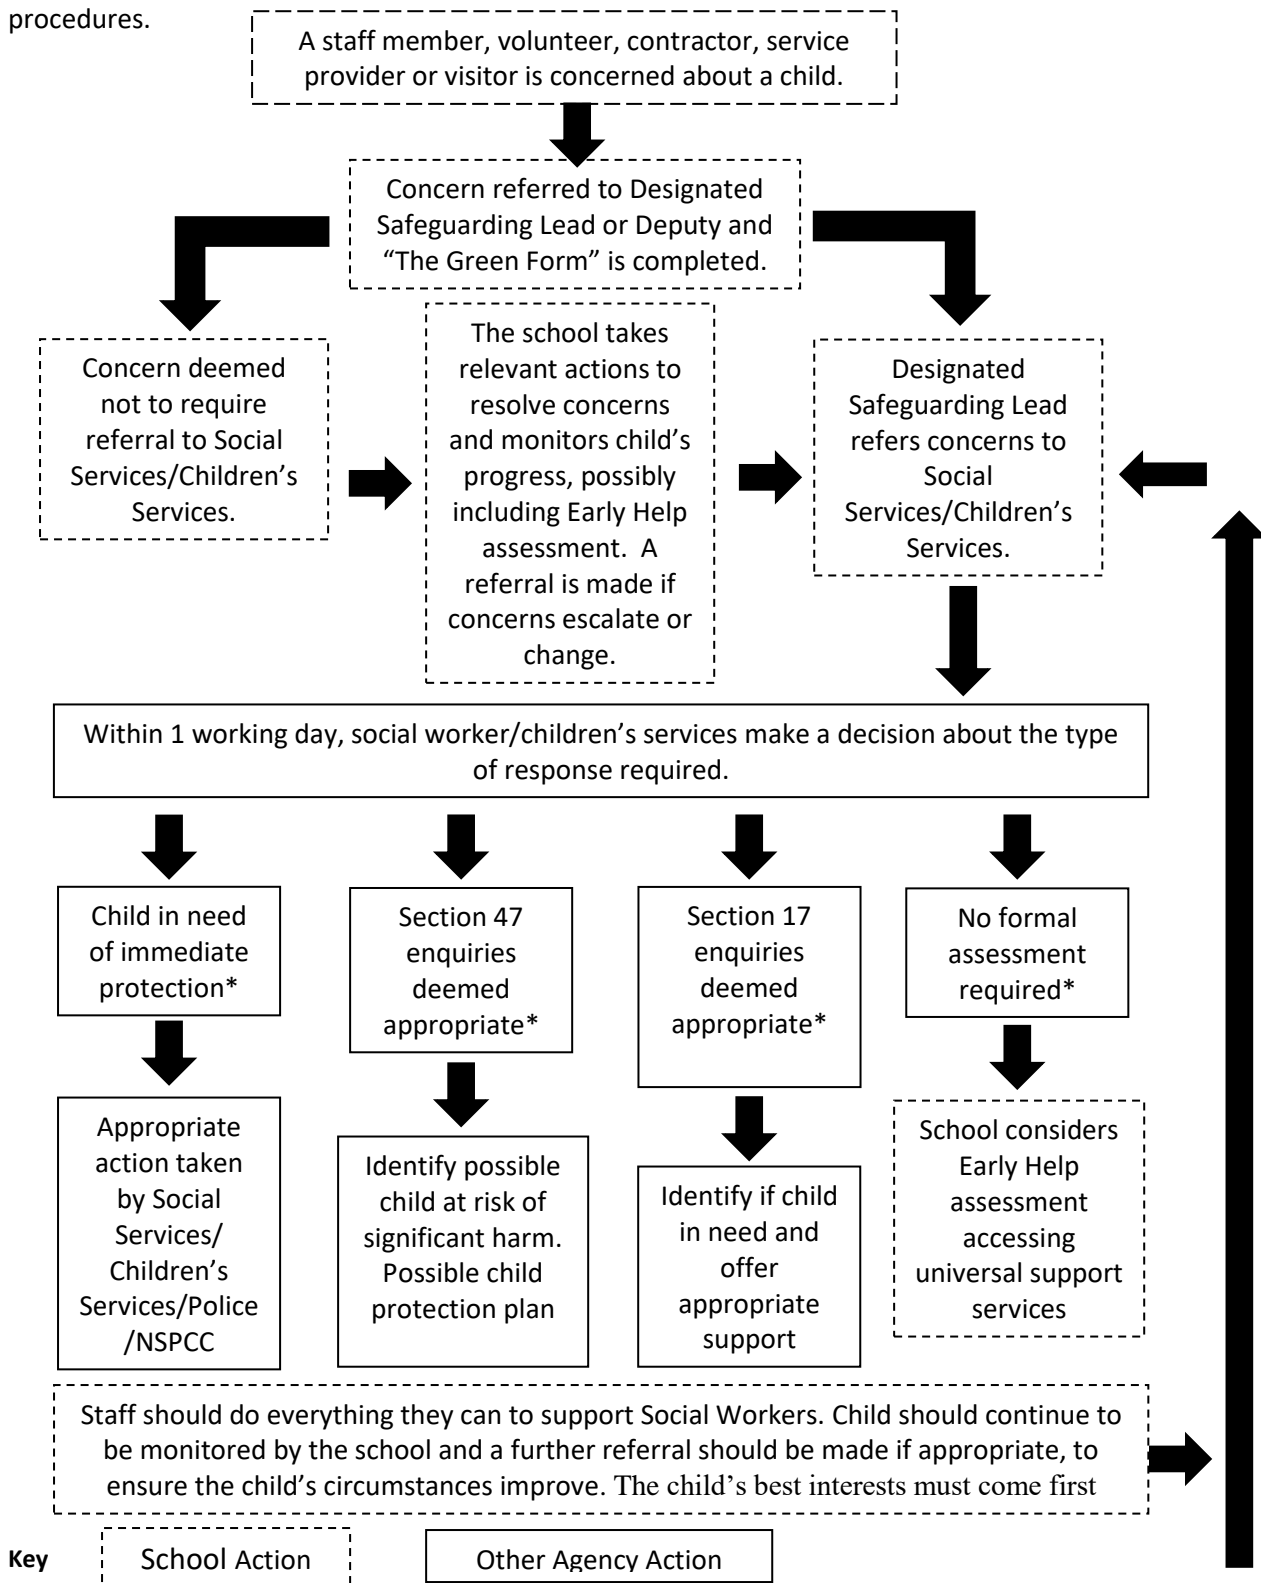 procedures.
A staff member, volunteer, contractor, service
provider or visitor is concerned about a child.
Concern referred to Designated
Safeguarding Lead or Deputy and
“The Green Form” is completed.
Concern deemed
not to require
referral to Social
Services/Children’s
Services.
The school takes
relevant actions to
resolve concerns
and monitors child’s
progress, possibly
including Early Help
assessment.  A
referral is made if
concerns escalate or
change.
Designated
Safeguarding Lead
refers concerns to
Social
Services/Children’s
Services.
Within 1 working day, social worker/children’s services make a decision about the type
of response required.
Child in need
of immediate
protection*
Section 47
enquiries
deemed
appropriate*
Section 17
enquiries
deemed
appropriate*
No formal
assessment
required*
Appropriate
action taken
by Social
Services/
Children’s
Services/Police
/NSPCC
Identify possible
child at risk of
significant harm.
Possible child
protection plan
Identify if child
in need and
offer
appropriate
support
School considers
Early Help
assessment
accessing
universal support
services
Staff should do everything they can to support Social Workers. Child should continue to
be monitored by the school and a further referral should be made if appropriate, to
ensure the child’s circumstances improve. The child’s best interests must come first
Key
School Action
Other Agency Action